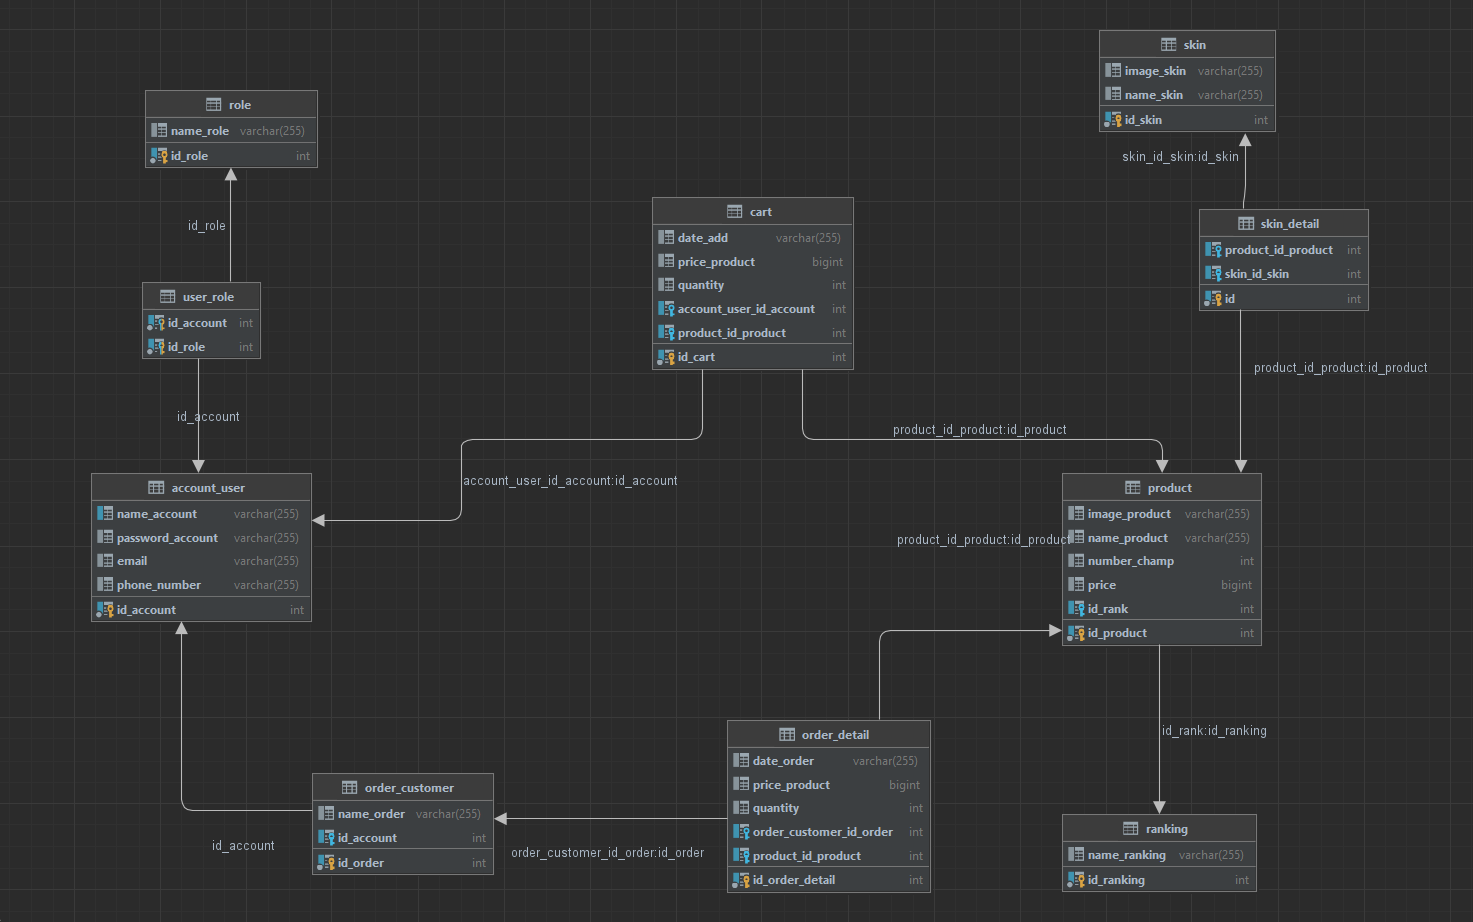 skin
image_skin varchar(255)
name_skin varchar(255)
id_skin int
role
name_role varchar(255)
id_role int
skin_id_skin:id_skin
id_role
cart
date_add varchar(255)
price_product bigint
quantity int
account_user_id_account int
product_id_product int
id_cart int
skin_detail
product_id_product int
skin_id_skin int
id int
user_role
id_account int
id_role int
product_id_product:id_product
id_account
product_id_product:id_product
account_user_id_account:id_account
account_user
name_account varchar(255)
password_account varchar(255)
email varchar(255)
phone_number varchar(255)
id_account int
product
image_product varchar(255)
name_product varchar(255)
number_champ int
price bigint
id_rank int
id_product int
product_id_product:id_product
id_rank:id_ranking
order_detail
date_order varchar(255)
price_product bigint
quantity int
order_customer_id_order int
product_id_product int
id_order_detail int
order_customer
name_order varchar(255)
id_account int
id_order int
id_account
order_customer_id_order:id_order
ranking
name_ranking varchar(255)
id_ranking int